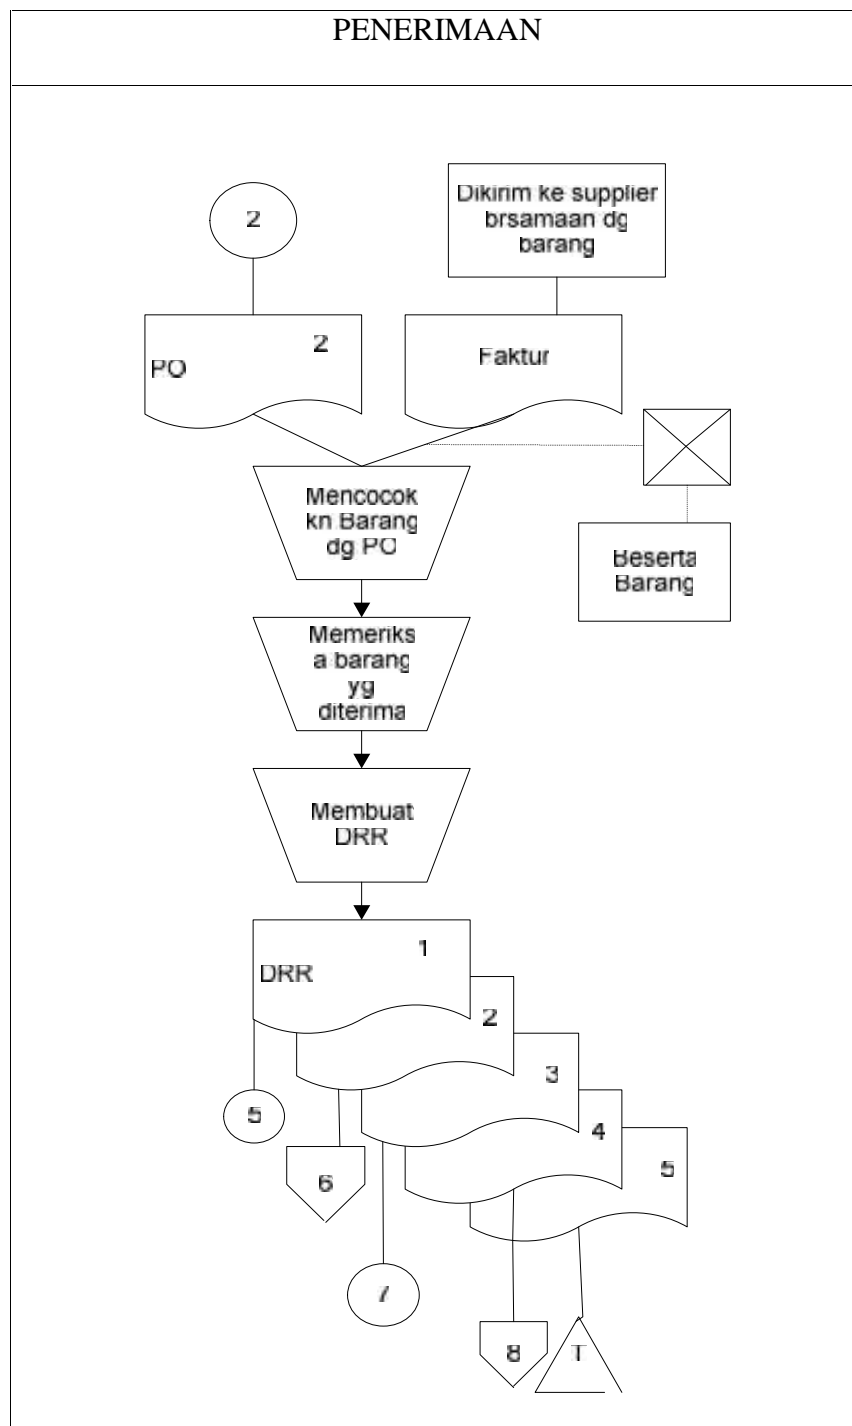 PENERIMAAN
2
Dikirim ke supplier
brsamaan dg
barang
2
PO
Faktur
Mencocok
kn Barang
dg PO
Beserta
Barang
Memeriks
a barang
yg
diterima
Membuat
DRR
1
DRR
2
3
4
5
5
6
7
8
T